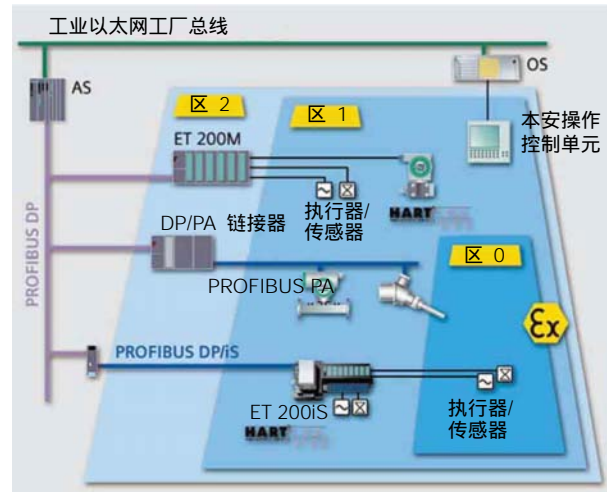 工业以太网工厂总线
OS
AS
区 2
区 1
ET 200M
本安操作
控制单元
执行器/
传感器
HART
DP/PA 链接器
区 0
PROFIBUS DP
PROFIBUS PA
Ex
PROFIBUS DP/iS
ET 200iS
HART
执行器/
传感器